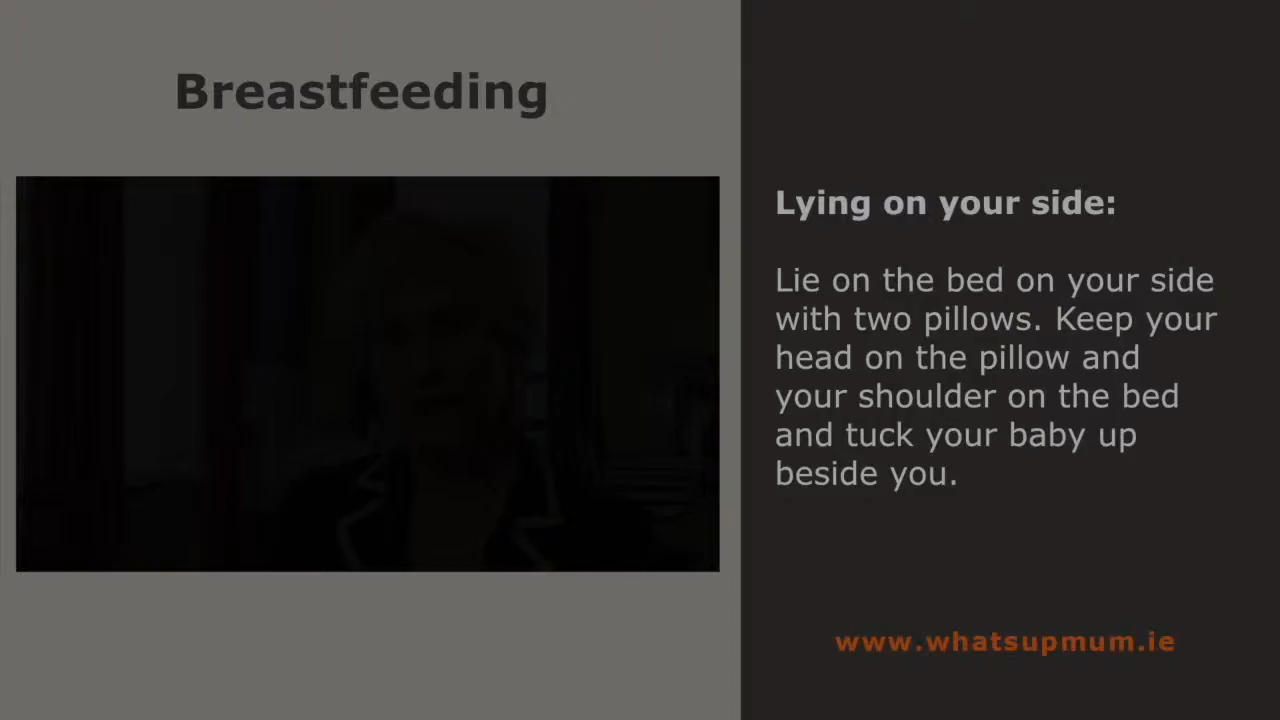 Breastfeeding
Lying on your side:
Lie on the bed on your side
with two pillows. Keep your
head on the pillow and
your shoulder on the bed
and tuck your baby up
beside you.
www.whatsupmum.ie